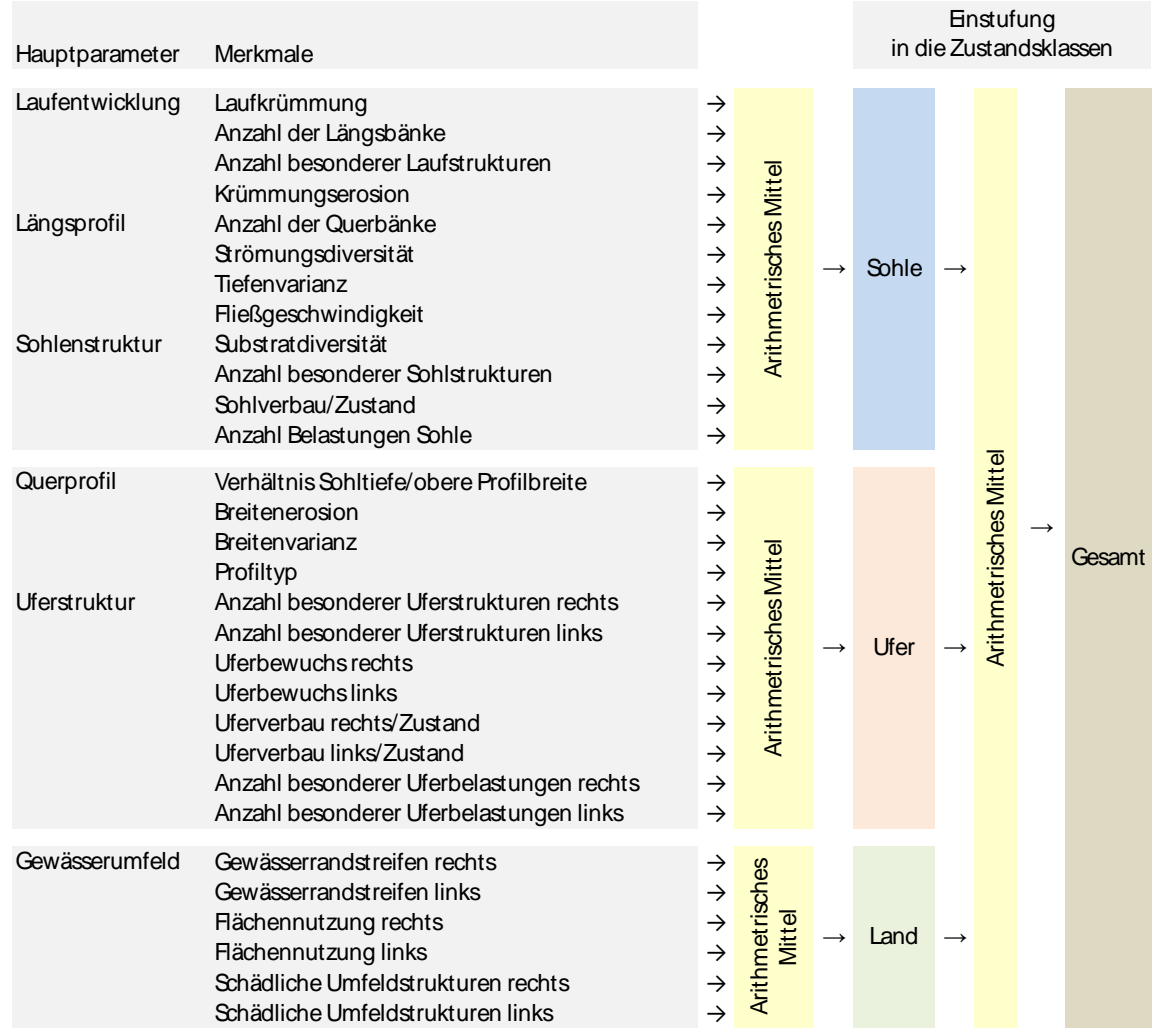 Einstufung
in die Zustandsklassen
Hauptparameter Merkmale
Laufentwicklung Laufkrümmung →
Anzahl der Längsbänke →
Anzahl besonderer Laufstrukturen →
Krümmungserosion →
Längsprofil Anzahl der Querbänke →
Strömungsdiversität →
Tiefenvarianz →
Fließgeschwindigkeit →
Sohlenstruktur Substratdiversität →
Anzahl besonderer Sohlstrukturen →
Sohlverbau/Zustand →
Anzahl Belastungen Sohle →
Arithmetrisches Mittel → Sohle →
Querprofil Verhältnis Sohltiefe/obere Profilbreite →
Breitenerosion →
Breitenvarianz →
Profiltyp →
Uferstruktur Anzahl besonderer Uferstrukturen rechts →
Anzahl besonderer Uferstrukturen links →
Uferbewuchs rechts →
Uferbewuchs links →
Uferverbau rechts/Zustand →
Uferverbau links/Zustand →
Anzahl besonderer Uferbelastungen rechts →
Anzahl besonderer Uferbelastungen links →
Arithmetrisches Mittel → Ufer →
Gewässerumfeld Gewässerrandstreifen rechts →
Gewässerrandstreifen links →
Flächennutzung rechts →
Flächennutzung links →
Schädliche Umfeldstrukturen rechts →
Schädliche Umfeldstrukturen links →
Arithmetrisches
Mittel → Land →
Arithmetrisches Mittel → Gesamt